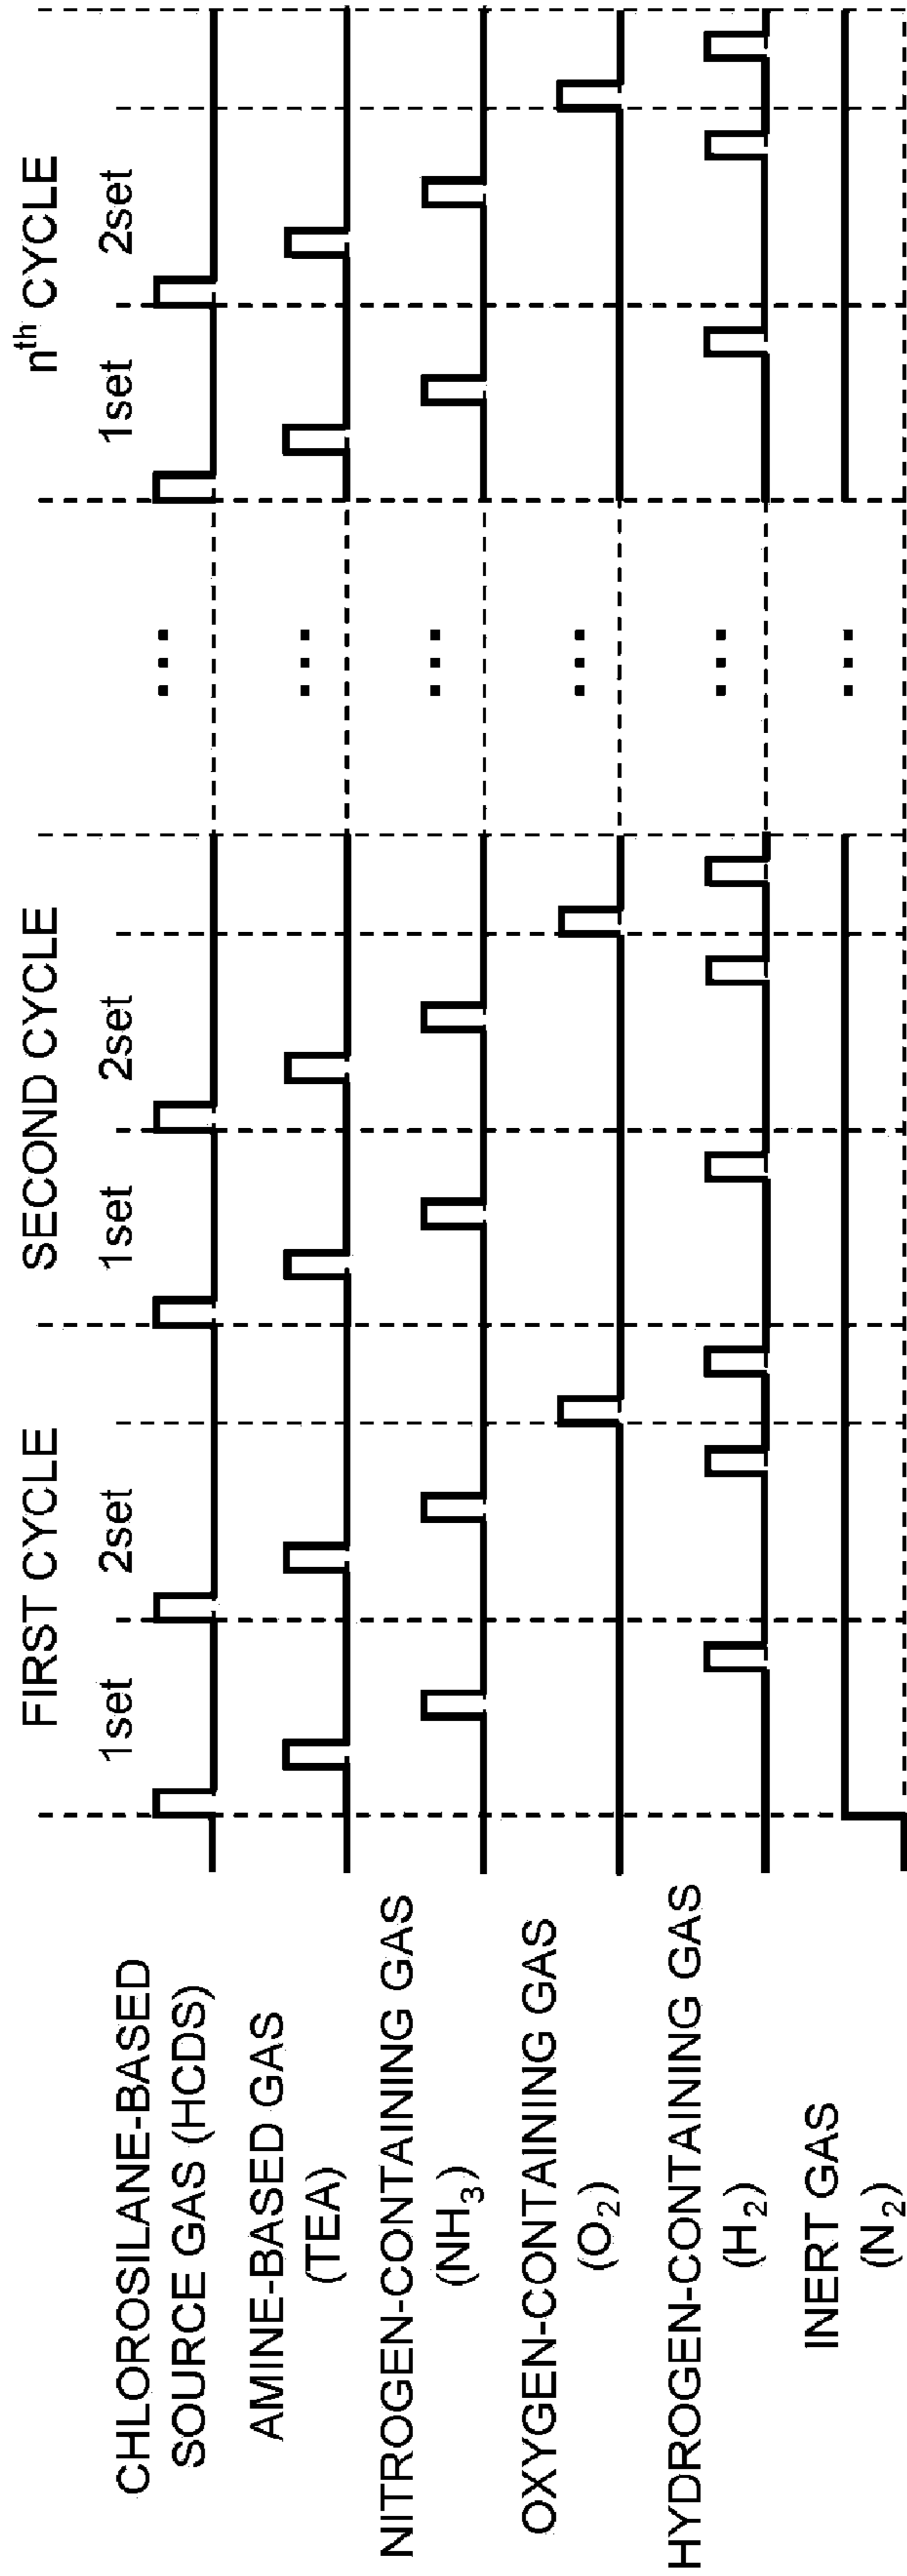 FIRST CYCLE
SECOND CYCLE
nth CYCLE
1set
2set
1set
2set
1set
2set
CHLOROSILANE-BASED
SOURCE GAS (HCDS)
AMINE-BASED GAS
(TEA)
NITROGEN-CONTAINING GAS
(NH3)
OXYGEN-CONTAINING GAS
(O2)
HYDROGEN-CONTAINING GAS
(H2)
INERT GAS
(N2)